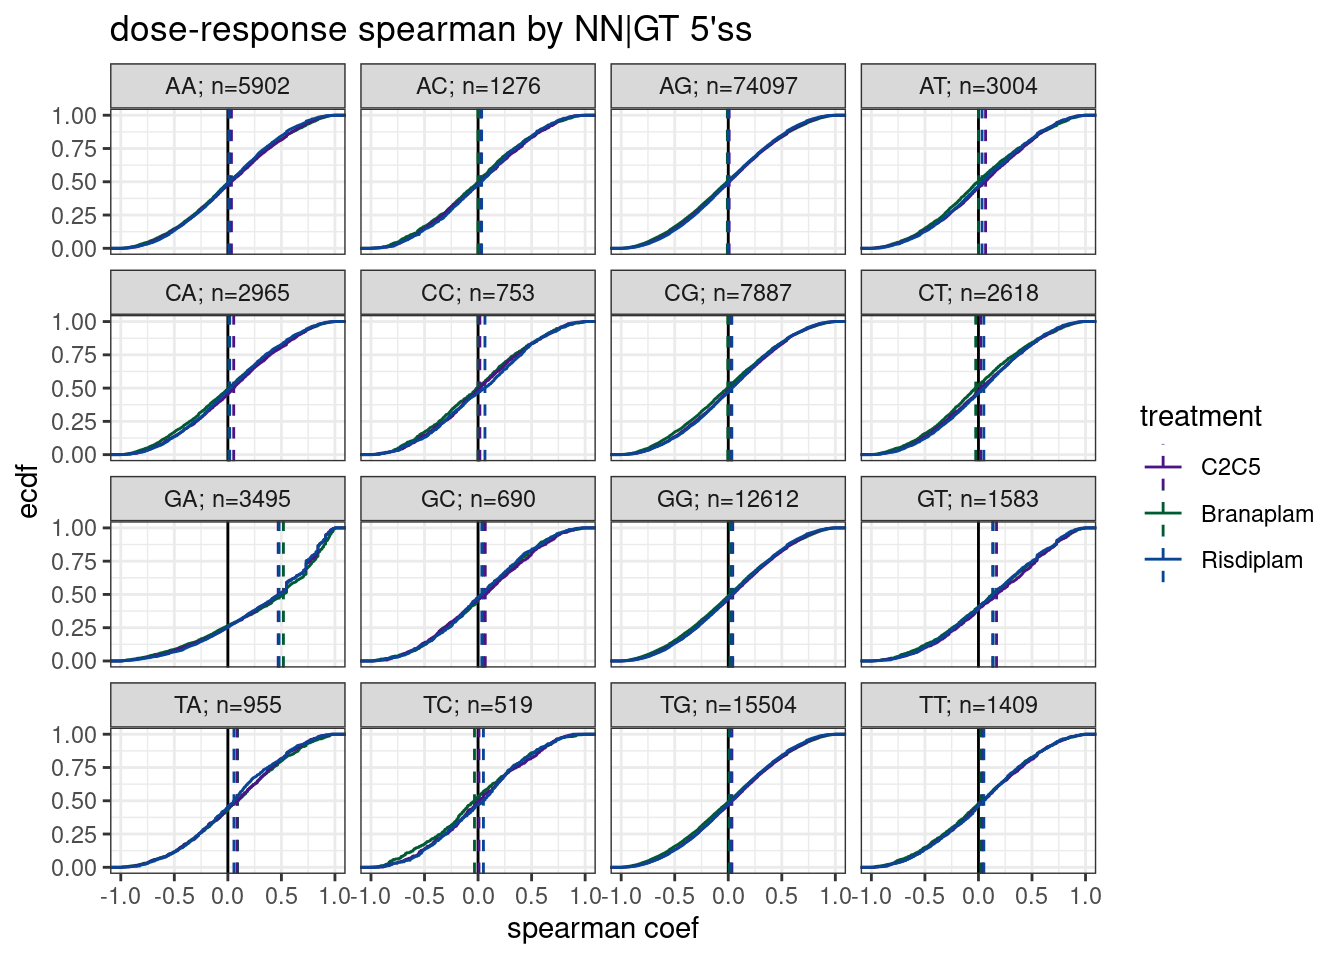 dose-response spearman by NN|GT 5'ss
AA; n=5902
AC; n=1276
AG; n=74097
AT; n=3004
1.00
0.75
0.50
0.25
0.00
CA; n=2965
CC; n=753
CG; n=7887
CT; n=2618
1.00
0.75
0.50
0.25
0.00
GA; n=3495
GC; n=690
GG; n=12612
GT; n=1583
1.00
0.75
0.50
0.25
0.00
TA; n=955
TC; n=519
TG; n=15504
TT; n=1409
1.00
0.75
0.50
0.25
0.00
-1.0 -0.5 0.0 0.5 1.0
-1.0 -0.5 0.0 0.5 1.0
-1.0 -0.5 0.0 0.5 1.0
-1.0 -0.5 0.0 0.5 1.0
spearman coef
ecdf
treatment
C2C5
Branaplam
Risdiplam